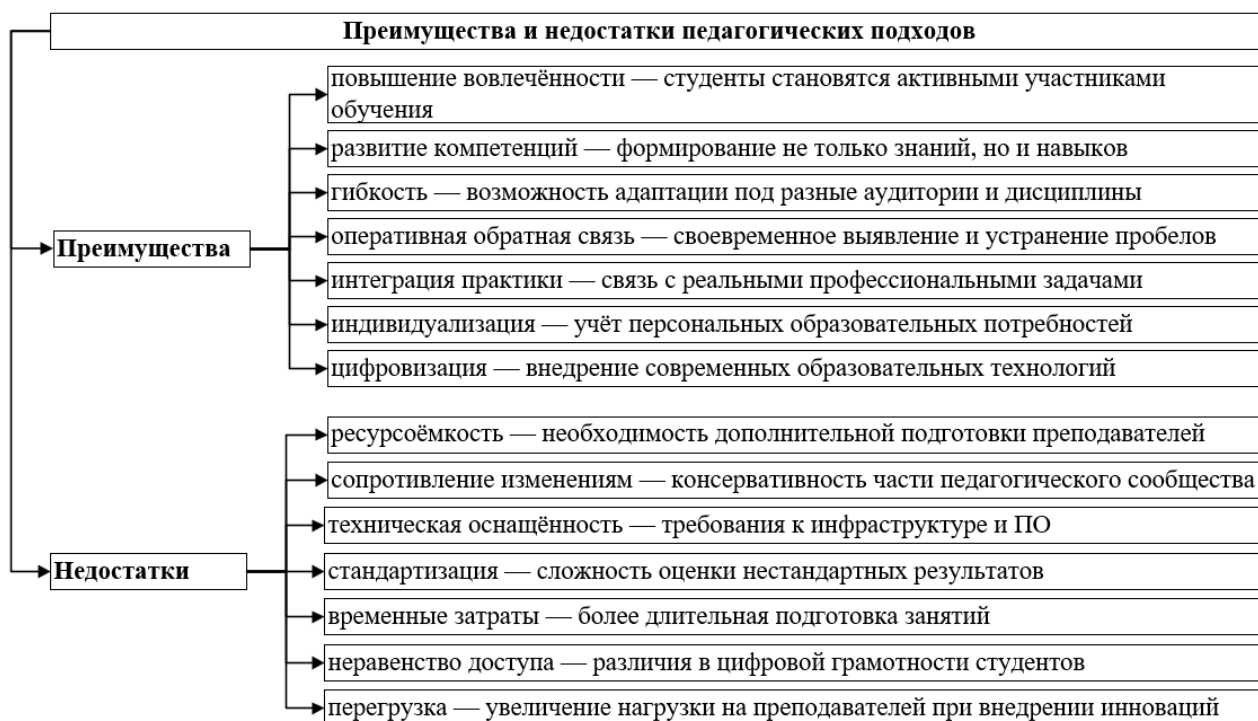 Преимущества и недостатки педагогических подходов
повышение вовлечённости — студенты становятся активными участниками
обучения
развитие компетенций — формирование не только знаний, но и навыков
гибкость — возможность адаптации под разные аудитории и дисциплины
Преимущества
оперативная обратная связь — своевременное выявление и устранение пробелов
интеграция практики — связь с реальными профессиональными задачами
индивидуализация — учёт персональных образовательных потребностей
цифровизация — внедрение современных образовательных технологий
ресурсоёмкость — необходимость дополнительной подготовки преподавателей
сопротивление изменениям — консервативность части педагогического сообщества
техническая оснащённость — требования к инфраструктуре и ПО
Недостатки
стандартизация — сложность оценки нестандартных результатов
временные затраты — более длительная подготовка занятий
неравенство доступа — различия в цифровой грамотности студентов
перегрузка — увеличение нагрузки на преподавателей при внедрении инноваций